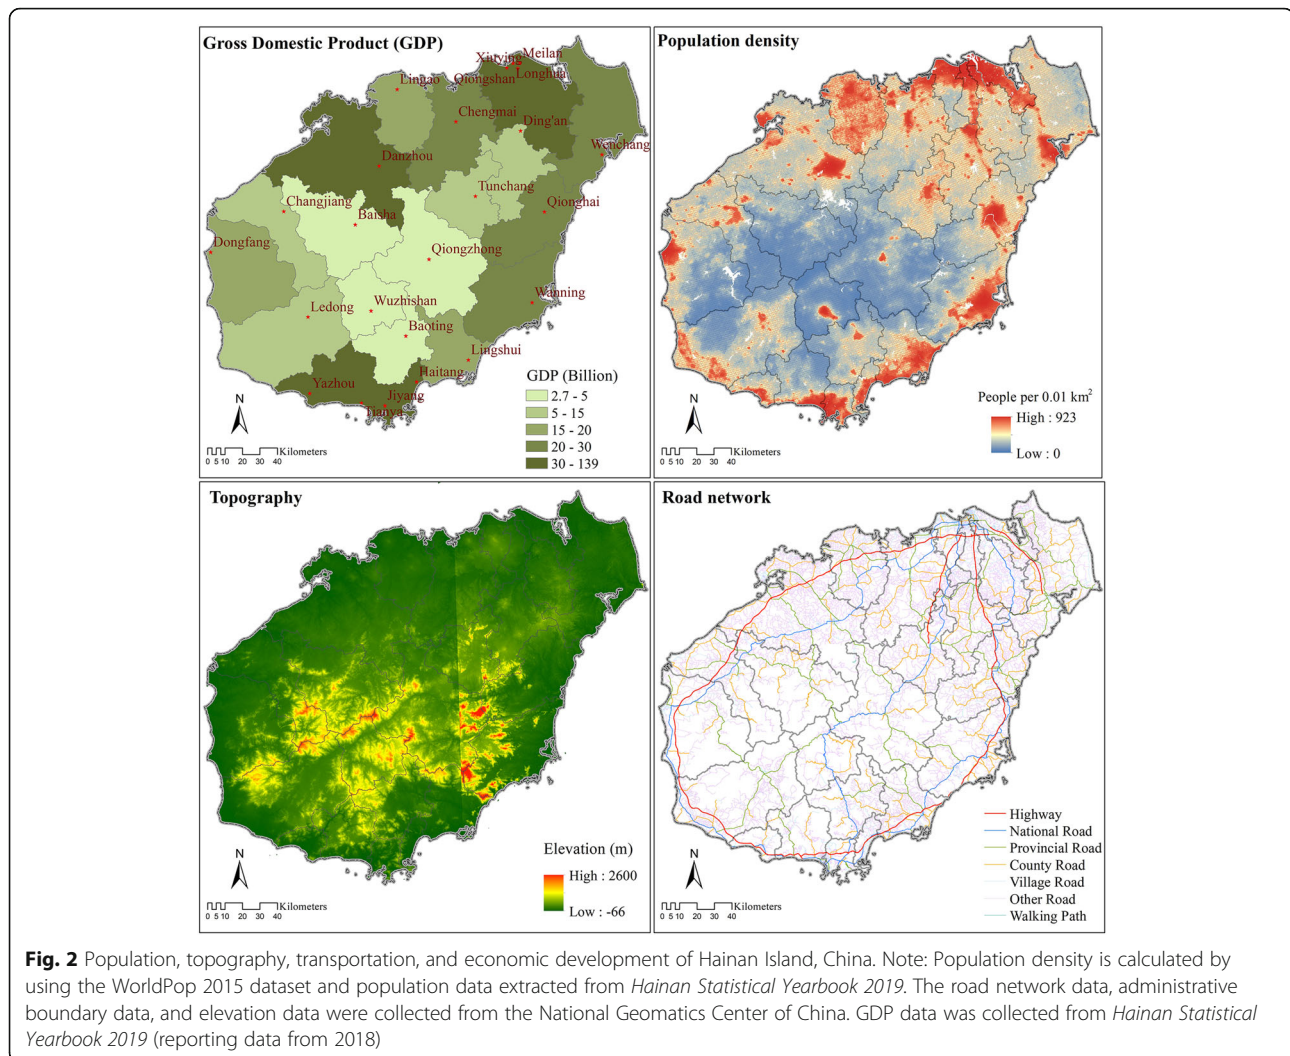 Gross Domestic Product (GDP)
Xiuying Meilan
Longhua
Lingao
Qiongshan
Chengmai
Ding'an
Wenchang
Danzhou
Tunchang
Changjiang
Baisha
Qionghai
Dongfang
Qiongzhong
Wuzhishan
Wanning
Ledong
Baoting
Lingshui
Haitang
Yazhou
Jiyang
Tianya
GDP (Billion)
2.7 - 5
5 - 15
15 - 20
20 - 30
30 - 139
N
Kilometers
0 5 10 20 30 40
Population density
People per 0.01 km²
High : 923
Low : 0
N
Kilometers
0 5 10 20 30 40
Topography
Elevation (m)
High : 2600
Low : -66
N
Kilometers
0 5 10 20 30 40
Road network
Highway
National Road
Provincial Road
County Road
Village Road
Other Road
Walking Path
N
Kilometers
0 5 10 20 30 40
Fig. 2 Population, topography, transportation, and economic development of Hainan Island, China. Note: Population density is calculated by
using the WorldPop 2015 dataset and population data extracted from Hainan Statistical Yearbook 2019. The road network data, administrative
boundary data, and elevation data were collected from the National Geomatics Center of China. GDP data was collected from Hainan Statistical
Yearbook 2019 (reporting data from 2018)